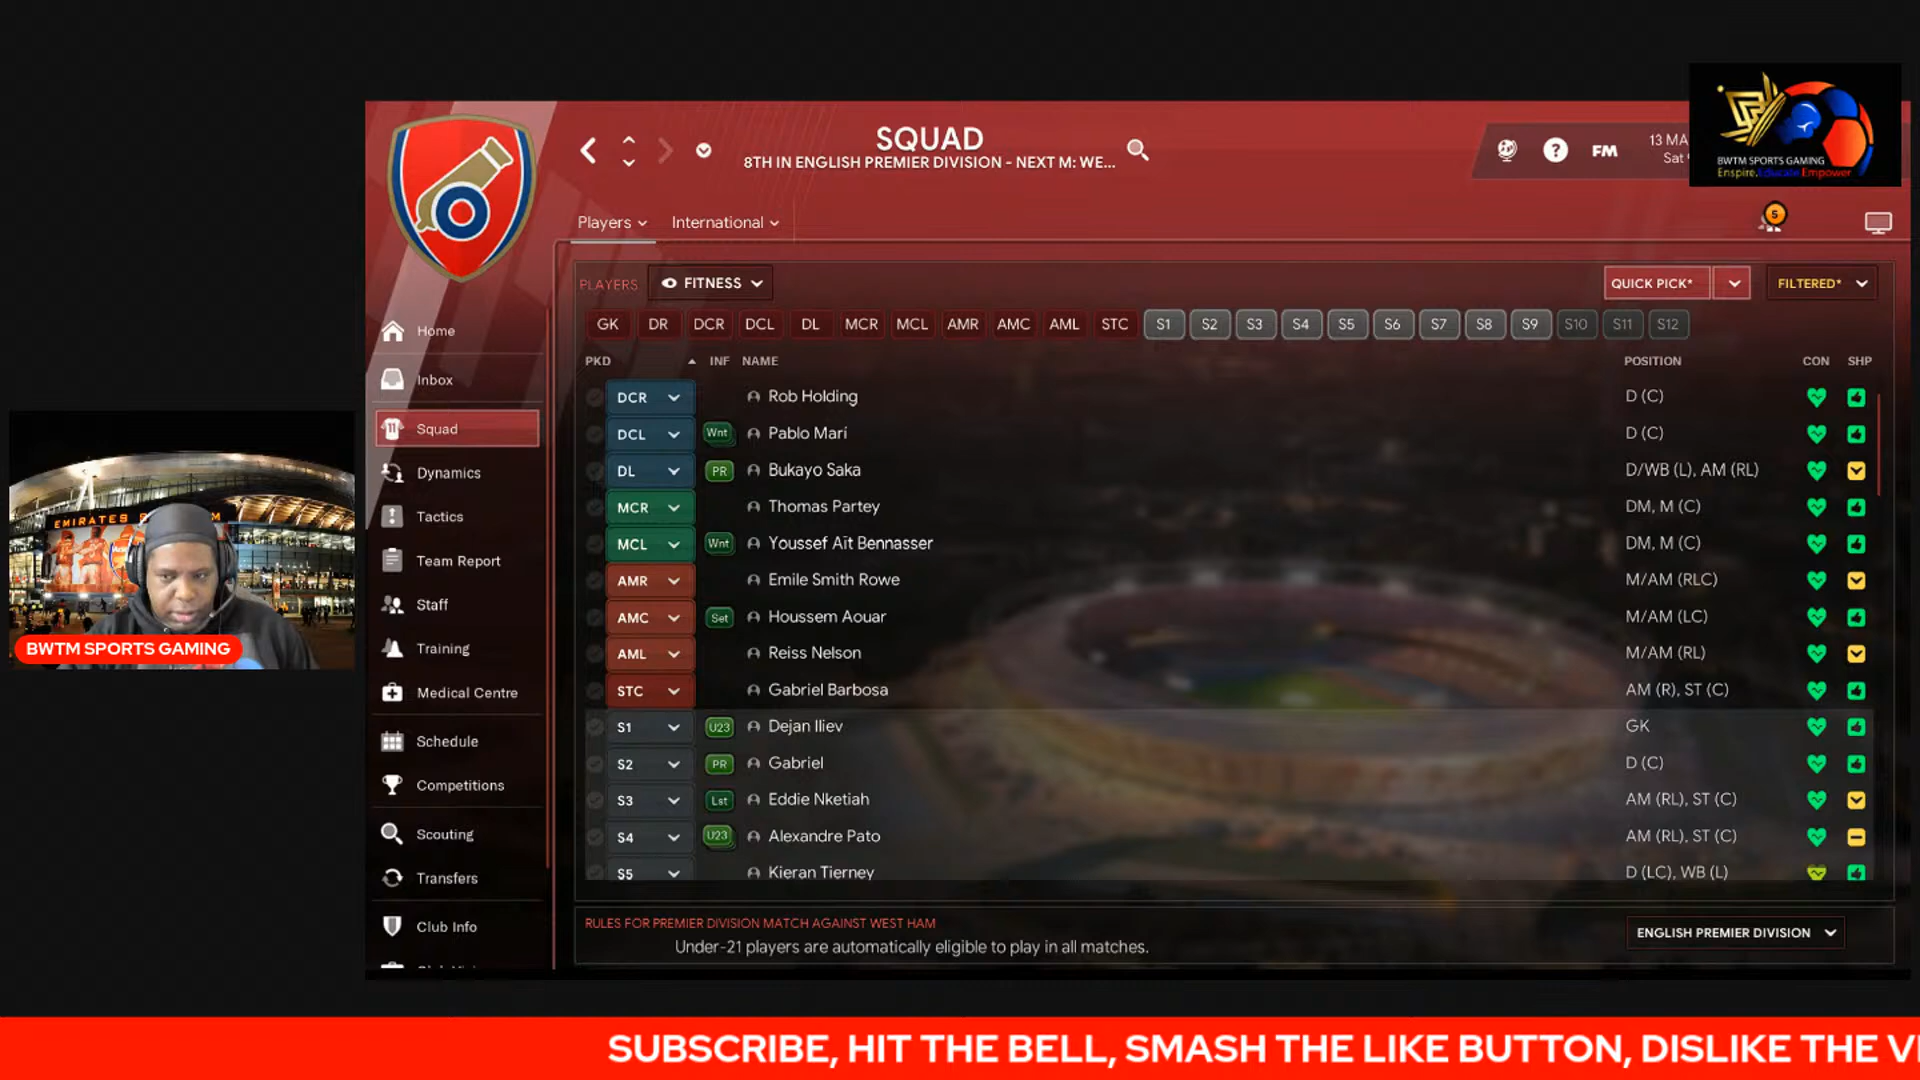 SQUAD
8TH IN ENGLISH PREMIER DIVISION - NEXT M: WE...
FM
13 MA
Sat
BWTM SPORTS GAMING
Enspire.Educate.Empower
5
Players
International
PLAYERS
FITNESS
QUICK PICK*
FILTERED*
GK DR DCR DCL DL MCR MCL AMR AMC AML STC S1 S2 S3 S4 S5 S6 S7 S8 S9 S10 S11 S12
PKD INF NAME POSITION CON SHP
DCR Rob Holding D (C)
DCL Wnt Pablo Marí D (C)
DL PR Bukayo Saka D/WB (L), AM (RL)
MCR Thomas Partey DM, M (C)
MCL Wnt Youssef Aït Bennasser DM, M (C)
AMR Emile Smith Rowe M/AM (RLC)
AMC Set Houssem Aouar M/AM (LC)
AML Reiss Nelson M/AM (RL)
STC Gabriel Barbosa AM (R), ST (C)
S1 U23 Dejan Iliev GK
S2 PR Gabriel D (C)
S3 Lst Eddie Nketiah AM (RL), ST (C)
S4 U23 Alexandre Pato AM (RL), ST (C)
S5 Kieran Tierney D (LC), WB (L)
RULES FOR PREMIER DIVISION MATCH AGAINST WEST HAM
Under-21 players are automatically eligible to play in all matches.
ENGLISH PREMIER DIVISION
Home
Inbox
11 Squad
Dynamics
Tactics
Team Report
Staff
Training
Medical Centre
Schedule
Competitions
Scouting
Transfers
Club Info
EMIRATES S M
BWTM SPORTS GAMING
SUBSCRIBE, HIT THE BELL, SMASH THE LIKE BUTTON, DISLIKE THE V